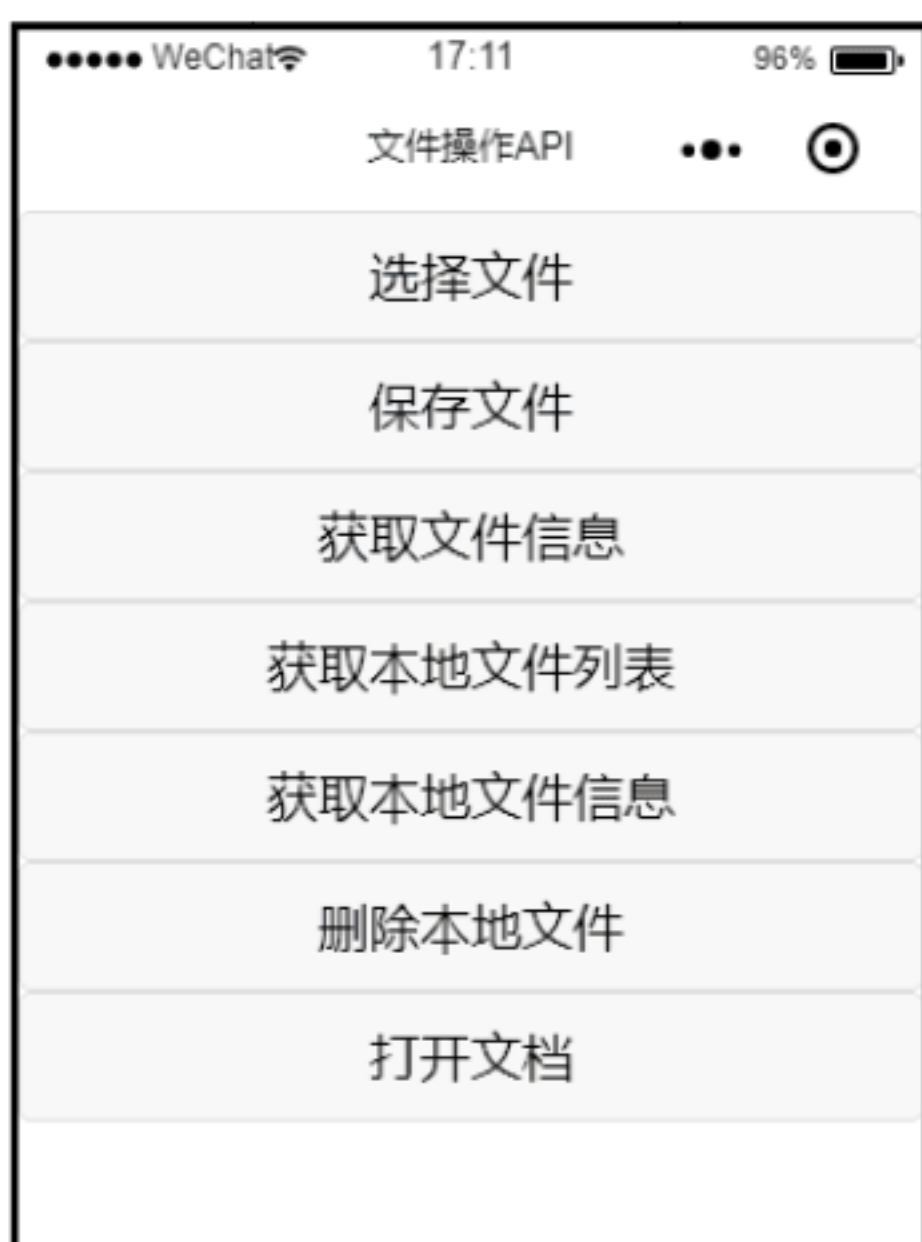 WeChat 17:11 96%
文件操作API
选择文件
保存文件
获取文件信息
获取本地文件列表
获取本地文件信息
删除本地文件
打开文档